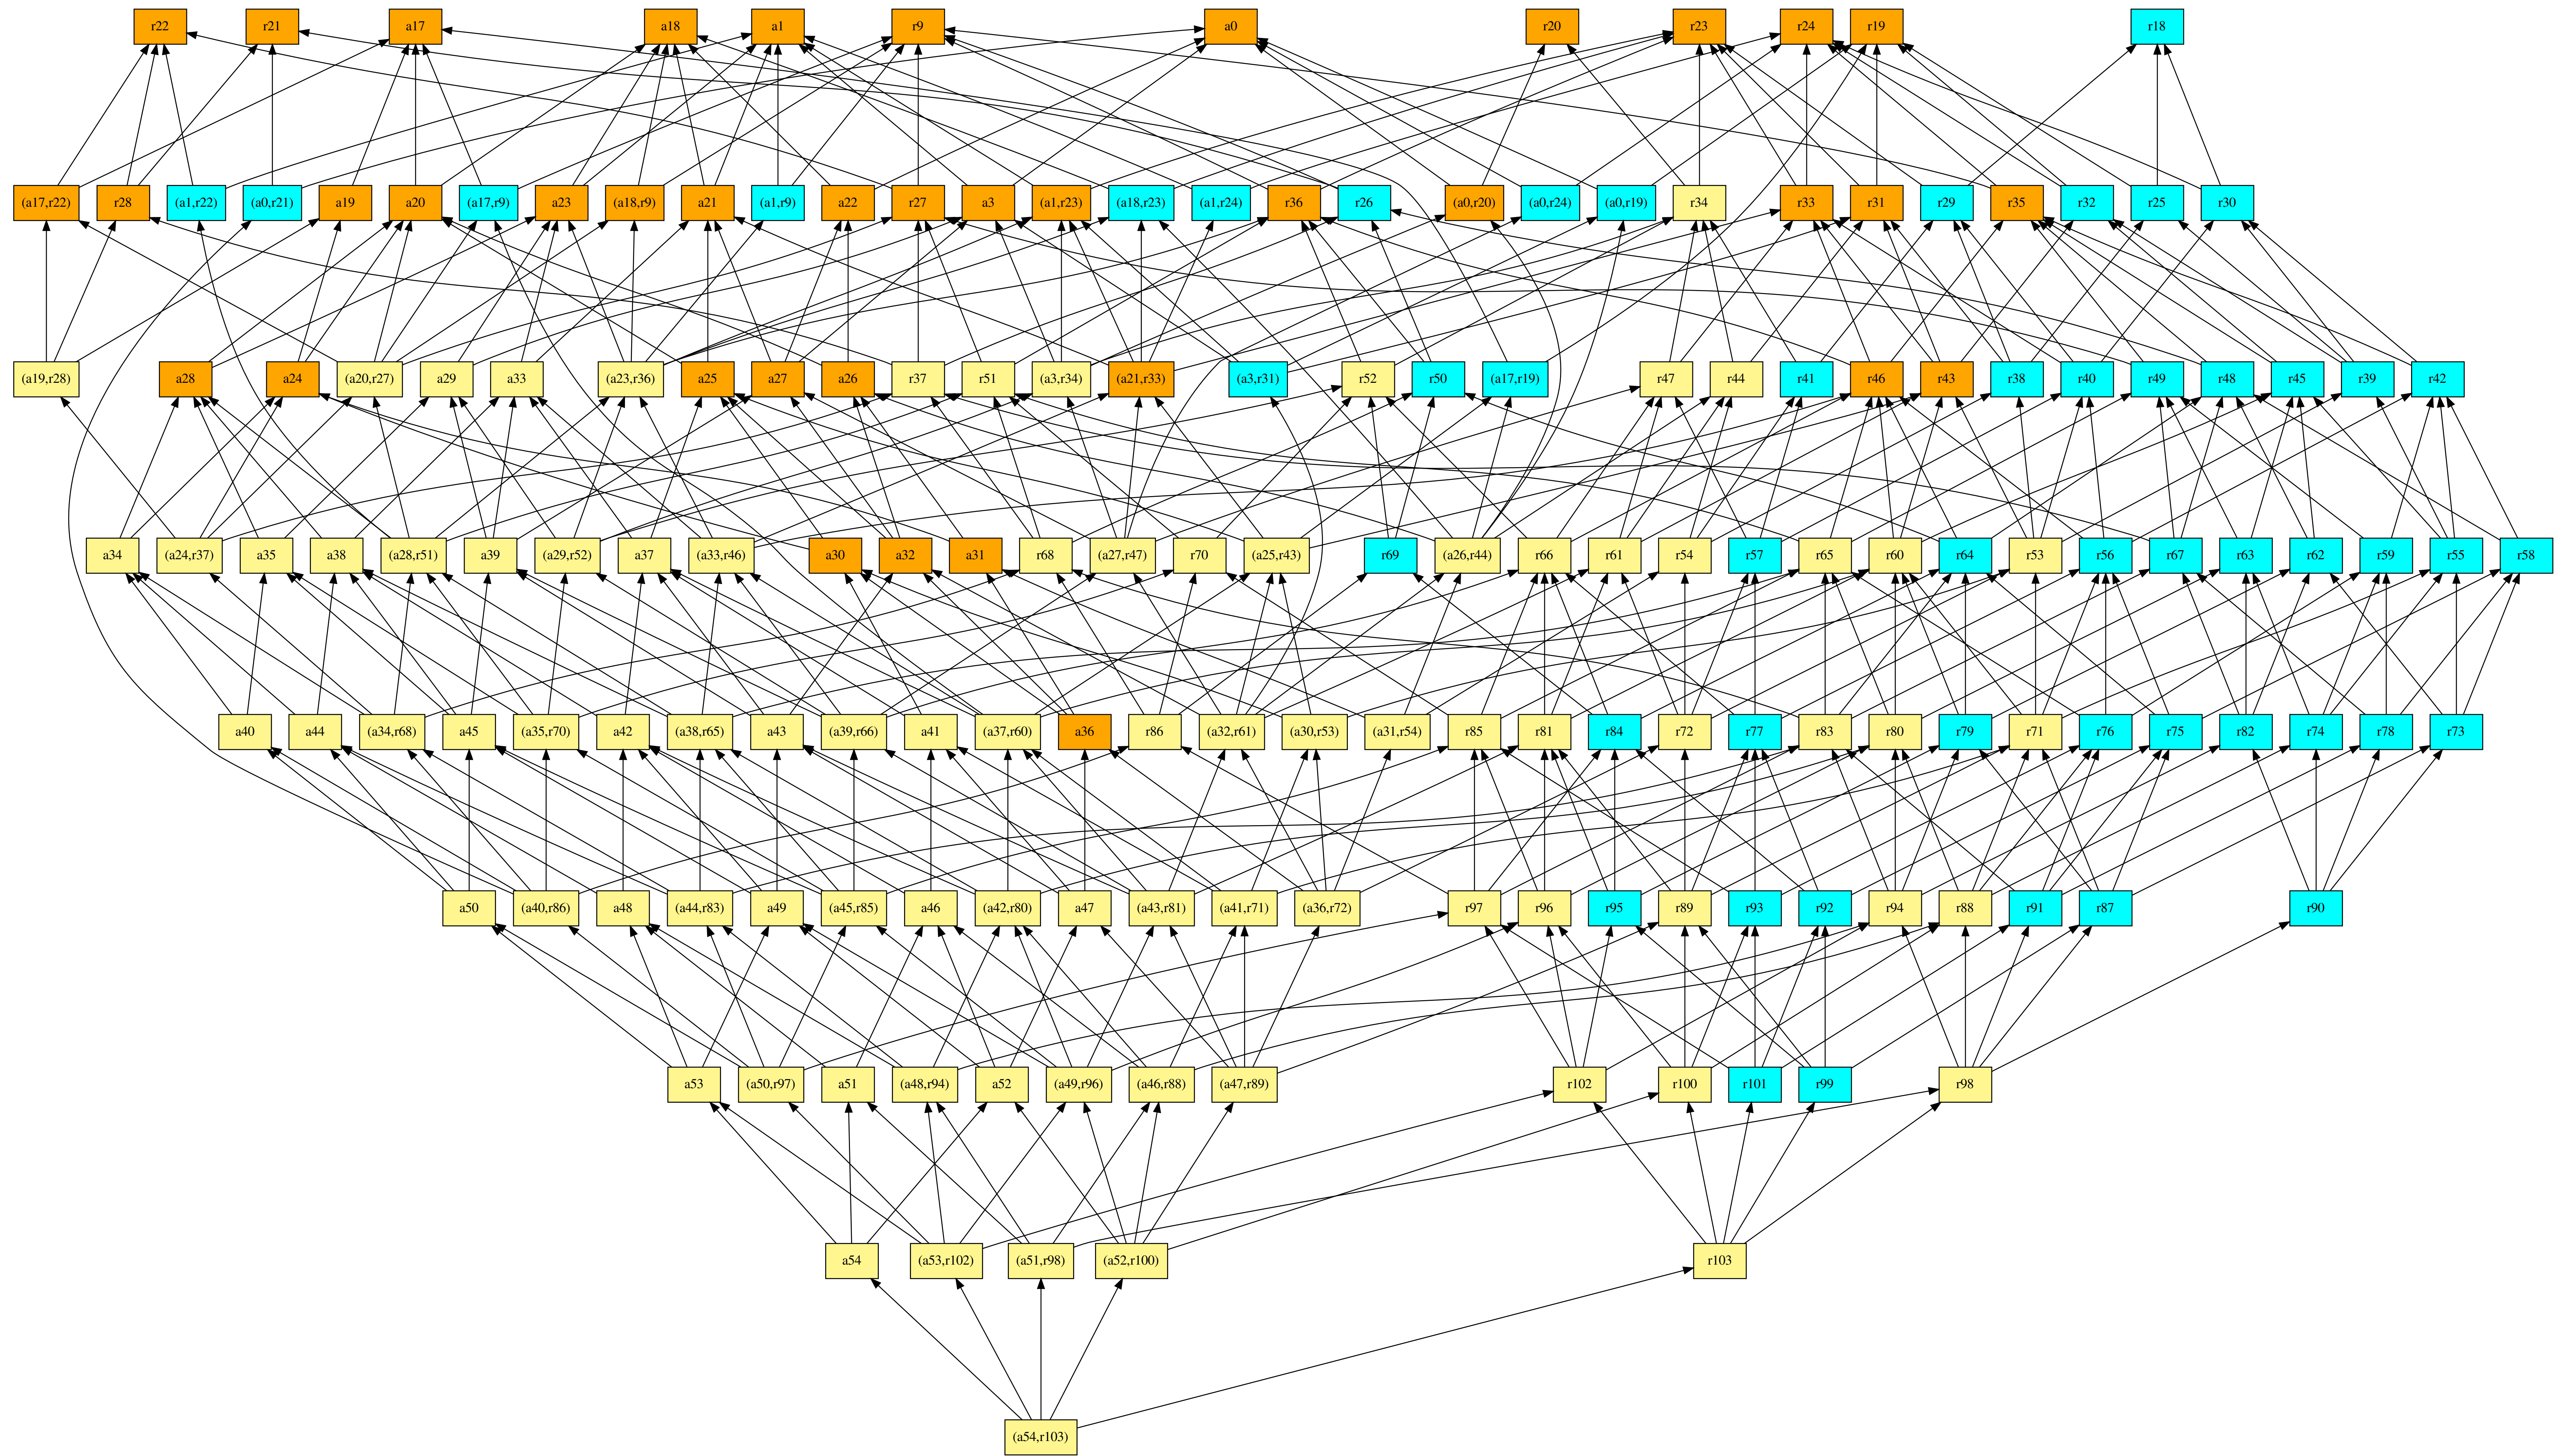 r22 r21 a17 a18 a1 r9 a0 r20 r23 r24 r19 r18
(a17,r22) r28 (a1,r22) (a0,r21) a19 a20 (a17,r9) a23 (a18,r9) a21 (a1,r9) a22 r27 a3 (a1,r23) (a18,r23) (a1,r24) r36 r26 (a0,r20) (a0,r24) (a0,r19) r34 r33 r31 r29 r35 r32 r25 r30
(a19,r28) a28 a24 (a20,r27) a29 a33 (a23,r36) a25 a27 a26 r37 r51 (a3,r34) (a21,r33) (a3,r31) r52 r50 (a17,r19) r47 r44 r41 r46 r43 r38 r40 r49 r48 r45 r39 r42
a34 (a24,r37) a35 a38 (a28,r51) a39 (a29,r52) a37 (a33,r46) a30 a32 a31 r68 (a27,r47) r70 (a25,r43) r69 (a26,r44) r66 r61 r54 r57 r65 r60 r64 r53 r56 r67 r63 r62 r59 r55 r58
a40 a44 (a34,r68) a45 (a35,r70) a42 (a38,r65) a43 (a39,r66) a41 (a37,r60) a36 r86 (a32,r61) (a30,r53) (a31,r54) r85 r81 r84 r72 r77 r83 r80 r79 r71 r76 r75 r82 r74 r78 r73
a50 (a40,r86) a48 (a44,r83) a49 (a45,r85) a46 (a42,r80) a47 (a43,r81) (a41,r71) (a36,r72) r97 r96 r95 r89 r93 r92 r94 r88 r91 r87 r90
a53 (a50,r97) a51 (a48,r94) a52 (a49,r96) (a46,r88) (a47,r89) r102 r100 r101 r99 r98
a54 (a53,r102) (a51,r98) (a52,r100) r103
(a54,r103)